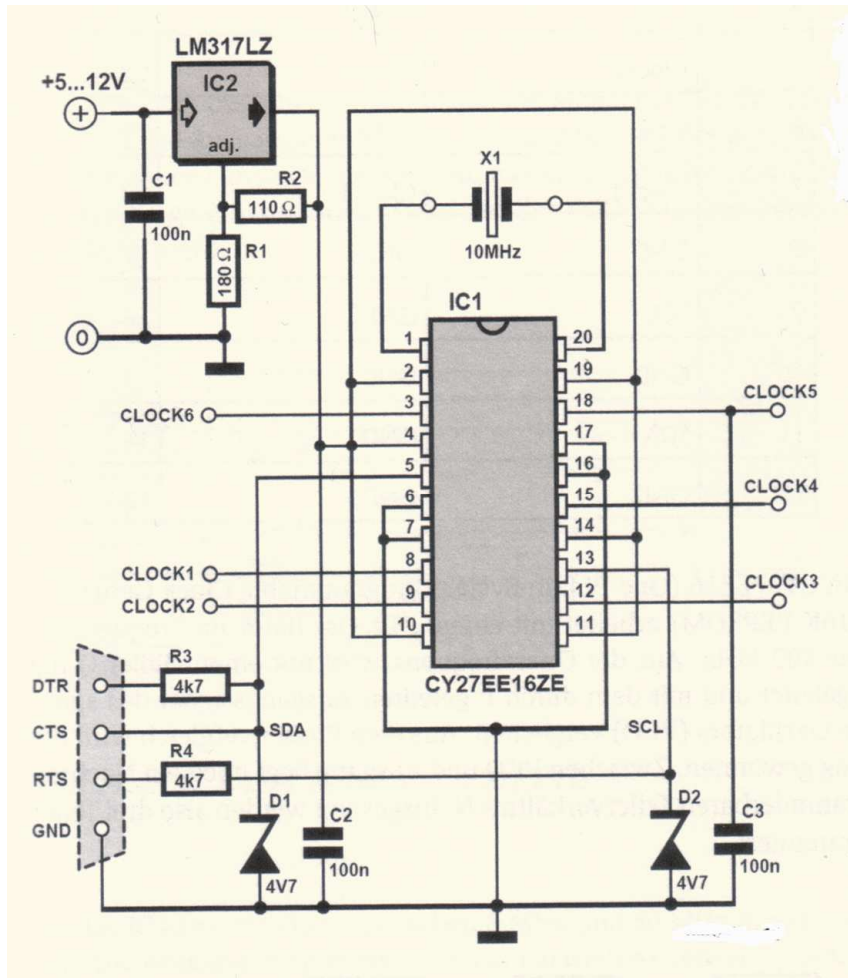 LM317LZ
+5...12V
IC2
adj.
+
C1
100n
R2
110 Ω
R1
180 Ω
0
X1
10MHz
IC1
1
20
2
19
3
18
4
17
5
16
6
15
7
14
8
13
9
12
10
11
CLOCK6
CLOCK5
CLOCK4
CLOCK1
CLOCK2
CLOCK3
CY27EE16ZE
R3
4k7
DTR
CTS
SDA
SCL
R4
4k7
RTS
GND
D1
4V7
C2
100n
D2
4V7
C3
100n